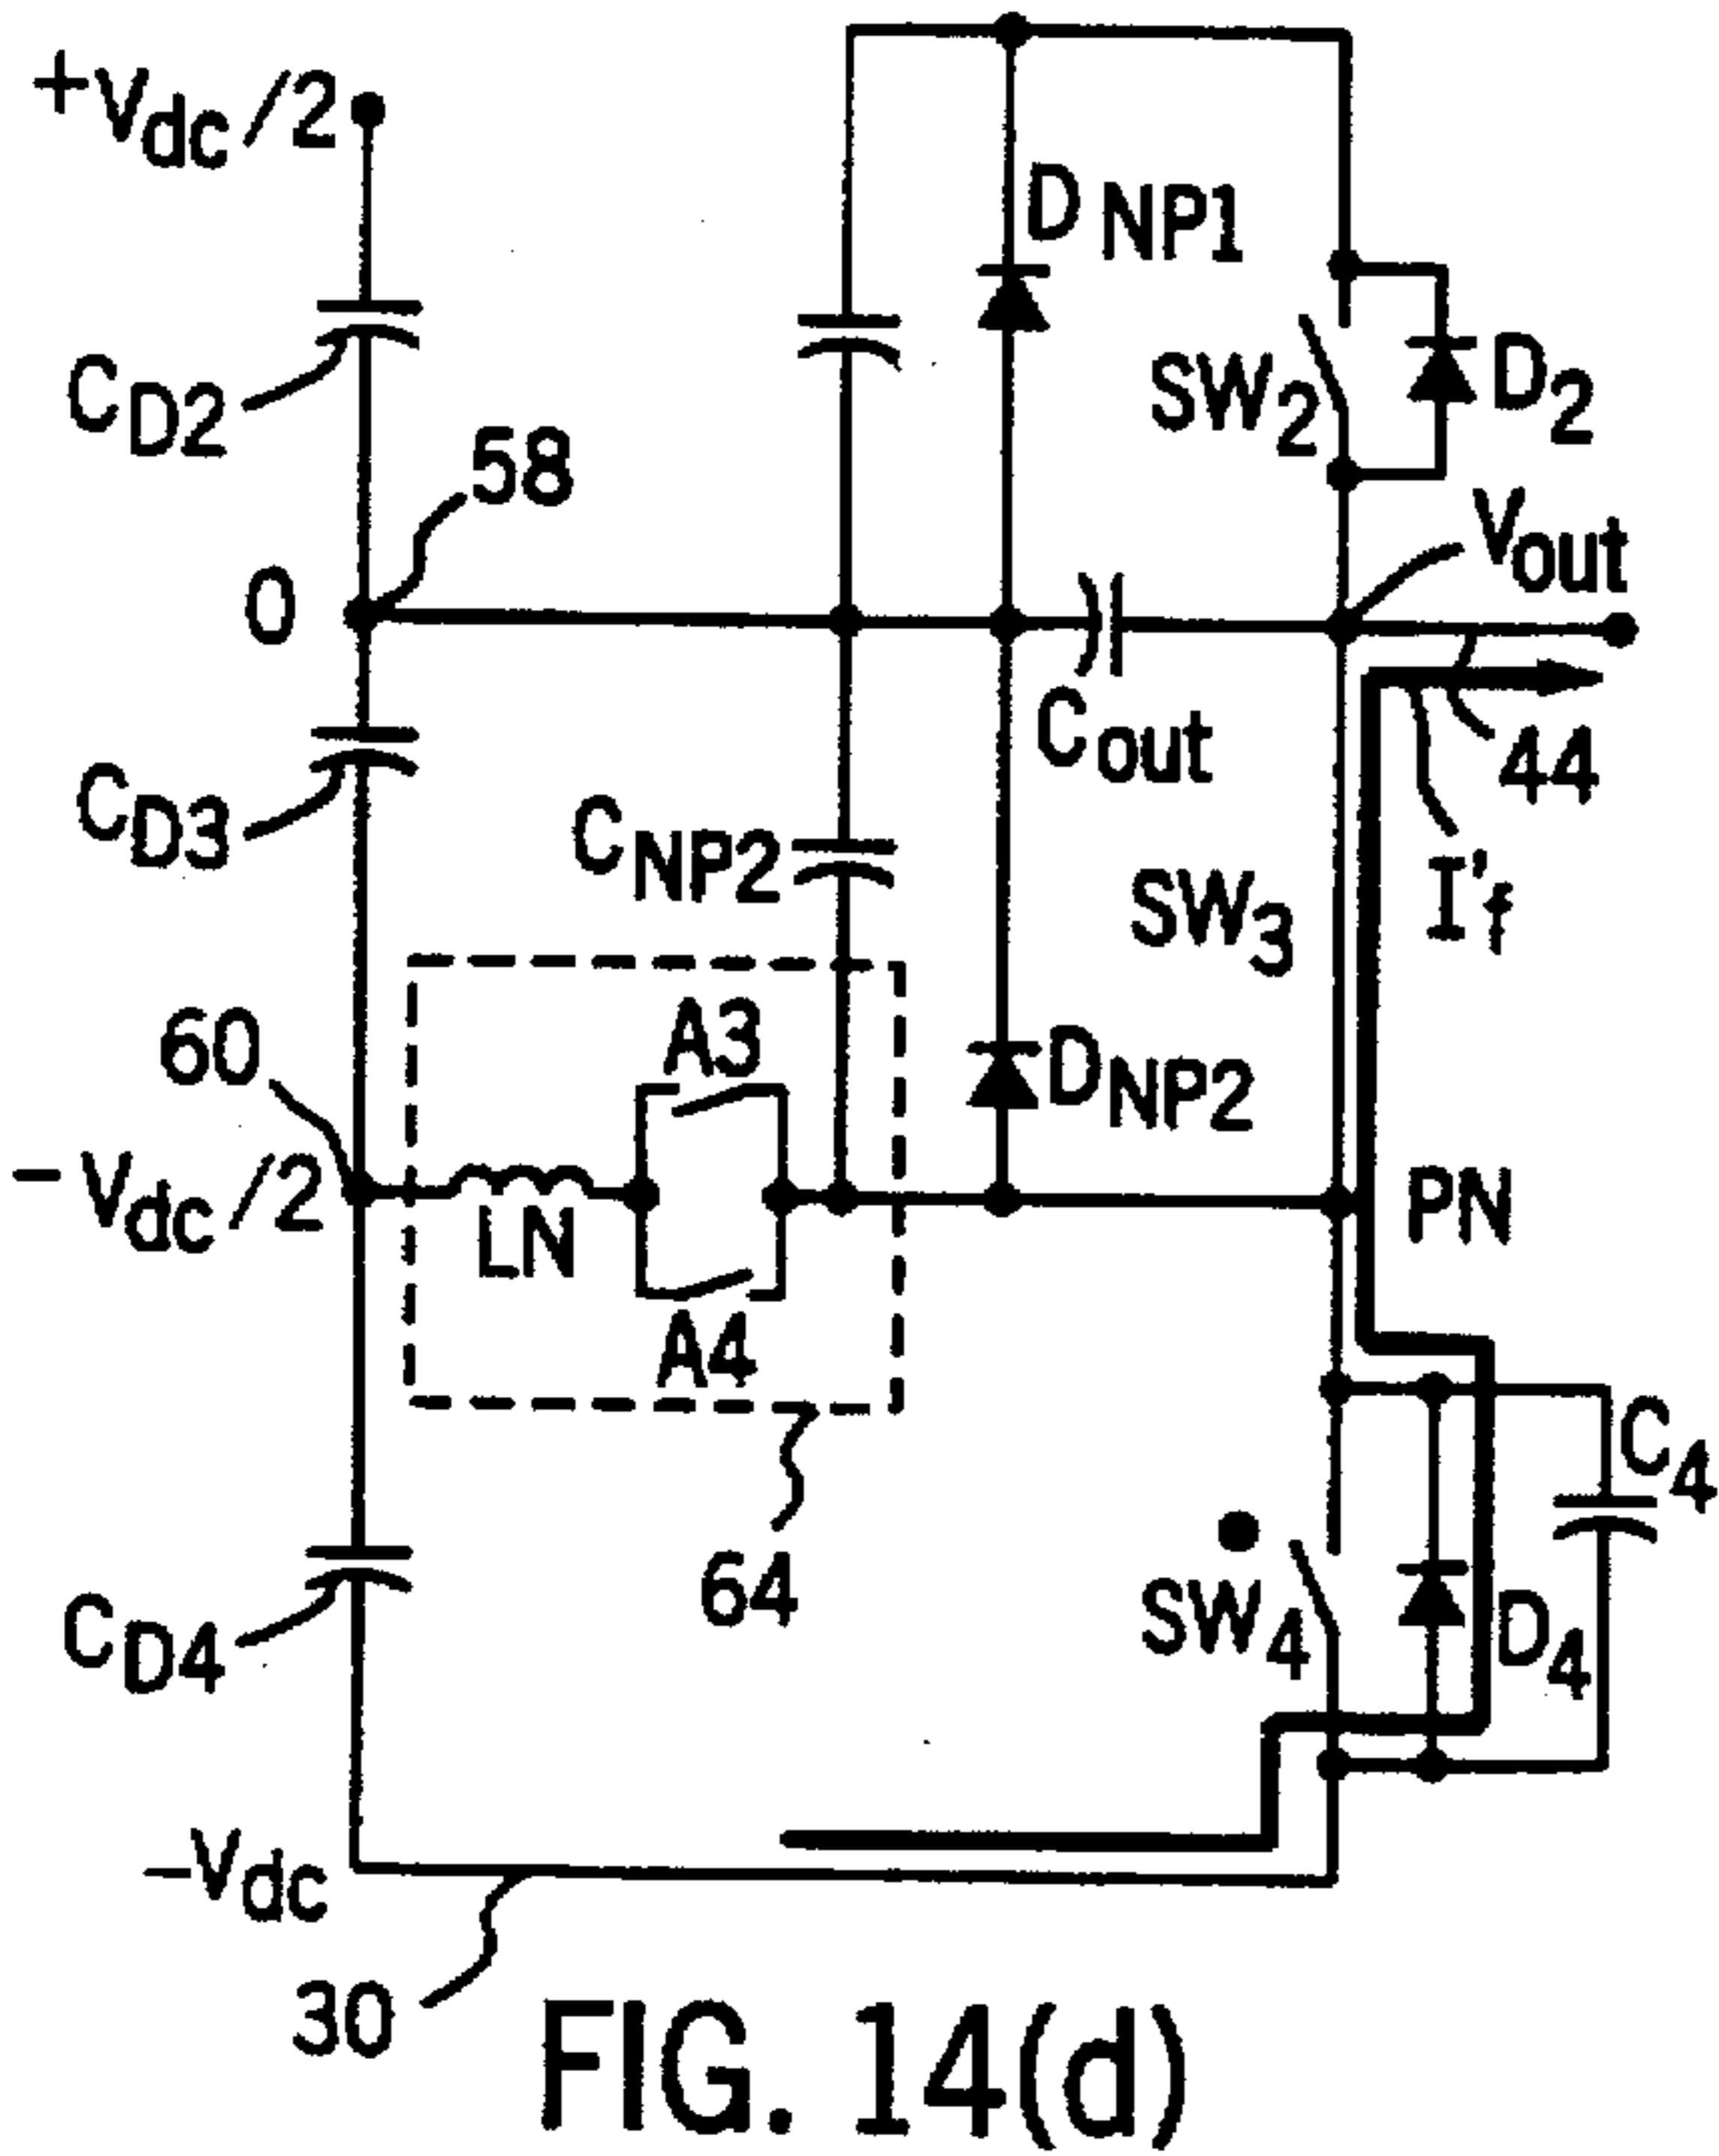 +Vdc/2
DNP1
CD2
SW2
D2
58
Vout
0
Cout
44
CD3
CNP2
SW3
I'f
60
A3
DNP2
-Vdc/2
LN
PN
A4
C4
64
SW4
D4
CD4
-Vdc
30
FIG. 14(d)